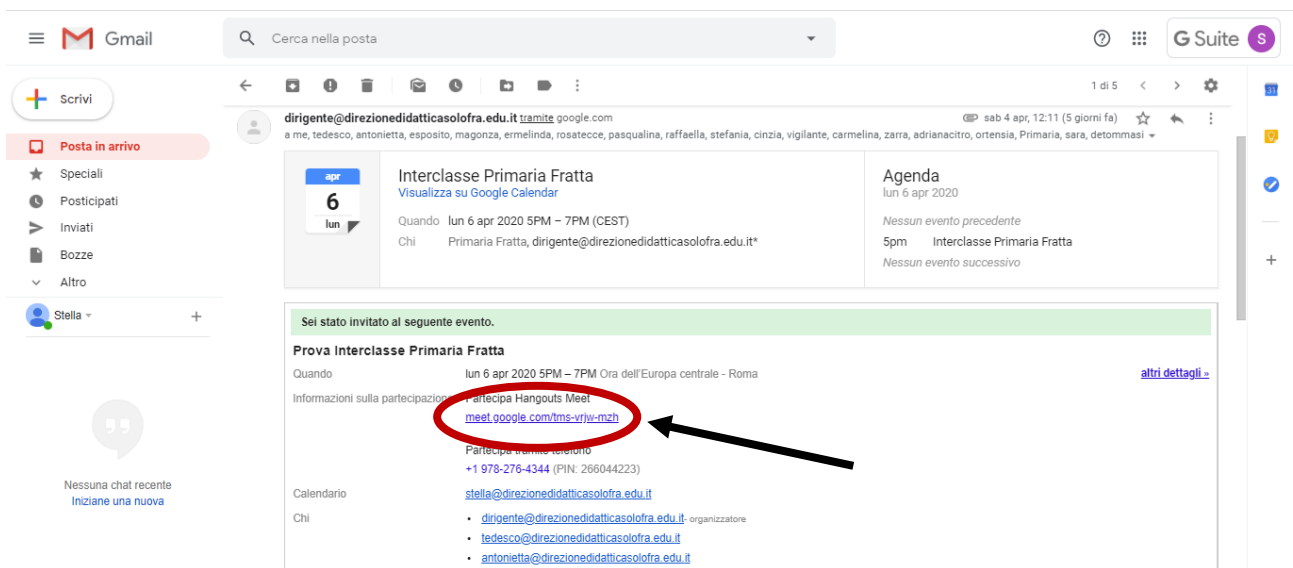 Gmail
Cerca nella posta
G Suite
S
Scrivi
1 di 5
31
Posta in arrivo
Speciali
Posticipati
Inviati
Bozze
Altro
Stella
Nessuna chat recente
Iniziane una nuova
dirigente@direzionedidatticasolofra.edu.it tramite google.com
sab 4 apr, 12:11 (5 giorni fa)
a me, tedesco, antonietta, esposito, magonza, ermelinda, rosatecce, pasqualina, raffaella, stefania, cinzia, vigilante, carmelina, zarra, adrianacitro, ortensia, Primaria, sara, detommasi
apr
6
lun
Interclasse Primaria Fratta
Visualizza su Google Calendar
Quando lun 6 apr 2020 5PM – 7PM (CEST)
Chi Primaria Fratta, dirigente@direzionedidatticasolofra.edu.it*
Agenda
lun 6 apr 2020
Nessun evento precedente
5pm Interclasse Primaria Fratta
Nessun evento successivo
Sei stato invitato al seguente evento.
Prova Interclasse Primaria Fratta
Quando lun 6 apr 2020 5PM – 7PM Ora dell'Europa centrale - Roma
altri dettagli »
Informazioni sulla partecipazione Partecipa Hangouts Meet
meet.google.com/tms-vrjw-mzh
Partecipa tramite telefono
+1 978-276-4344 (PIN: 266044223)
Calendario stella@direzionedidatticasolofra.edu.it
Chi • dirigente@direzionedidatticasolofra.edu.it - organizzatore
• tedesco@direzionedidatticasolofra.edu.it
• antonietta@direzionedidatticasolofra.edu.it